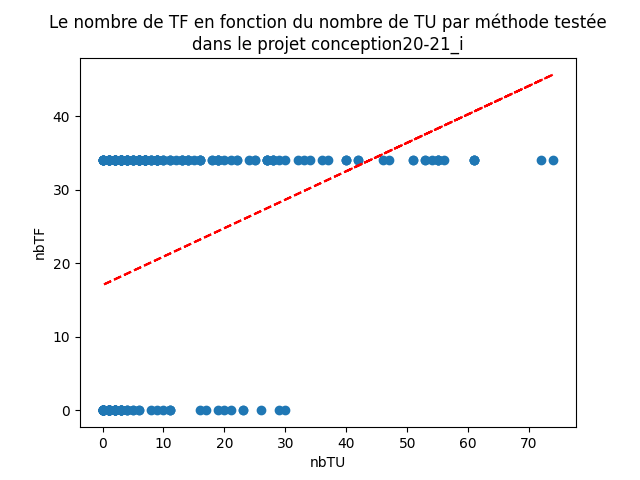 Le nombre de TF en fonction du nombre de TU par méthode testée
dans le projet conception20-21_i
40
30
nbTF
20
10
0
0 10 20 30 40 50 60 70
nbTU